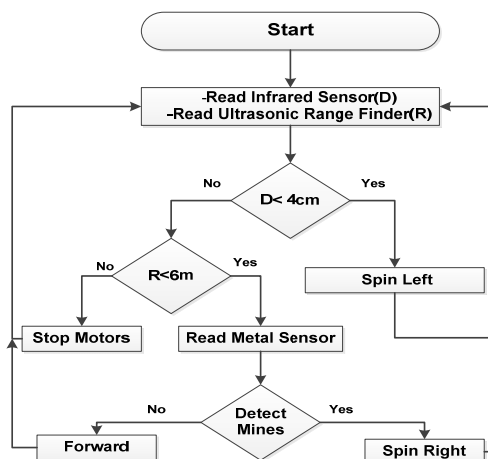 Start
-Read Infrared Sensor(D)
-Read Ultrasonic Range Finder(R)
No
Yes
D< 4cm
No
Yes
R<6m
Spin Left
Stop Motors
Read Metal Sensor
No
Yes
Detect
Mines
Forward
Spin Right